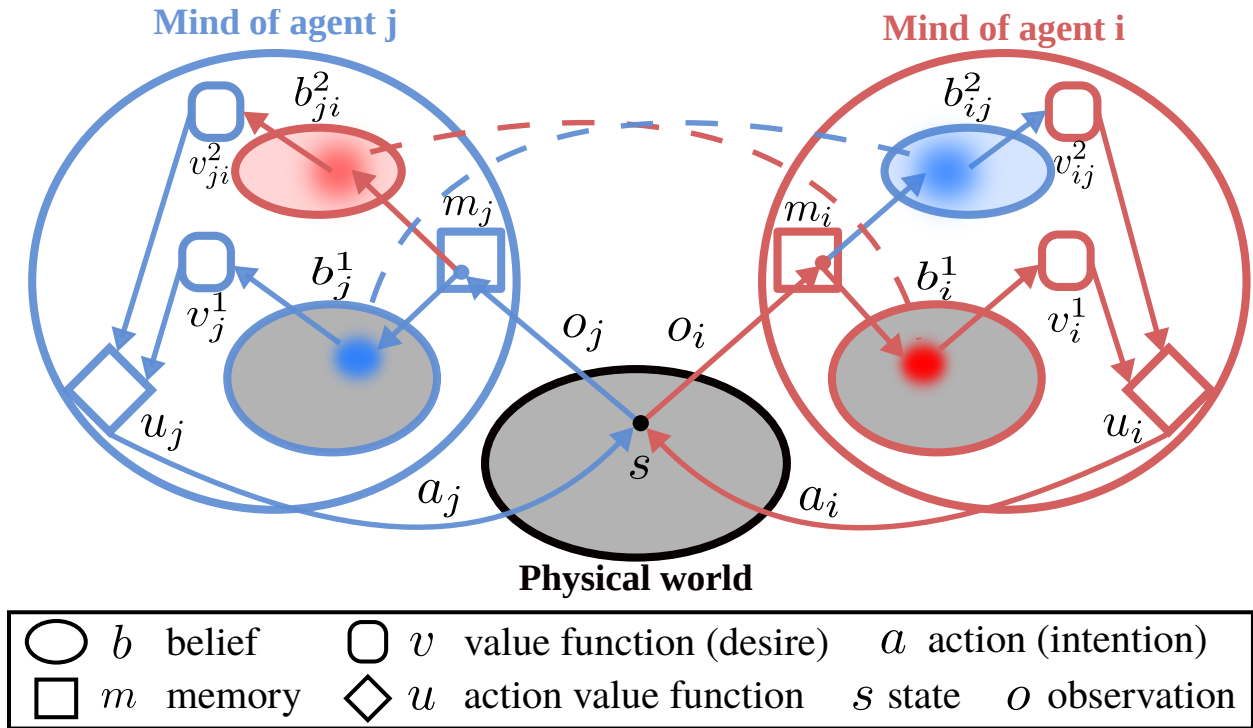 Mind of agent j
Mind of agent i
b²ⱼᵢ
b²ᵢⱼ
v²ⱼᵢ
v²ᵢⱼ
mⱼ
mᵢ
b¹ⱼ
b¹ᵢ
v¹ⱼ
v¹ᵢ
oⱼ
oᵢ
uⱼ
uᵢ
s
aⱼ
aᵢ
Physical world
b belief v value function (desire) a action (intention)
m memory u action value function s state o observation